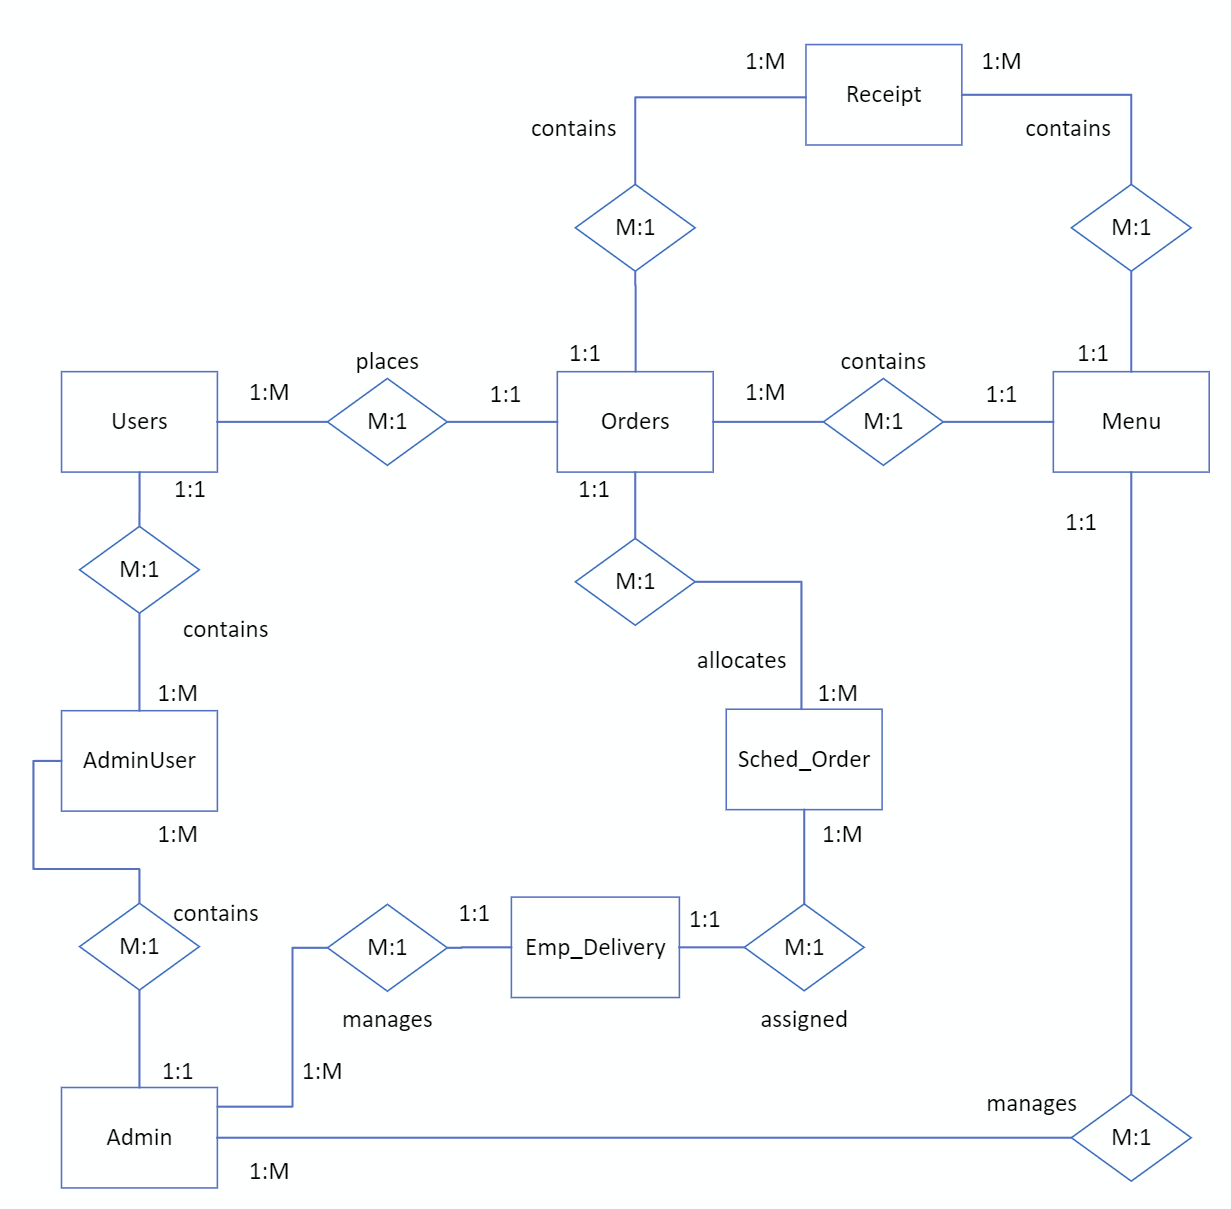 1:M
Receipt
1:M
contains
contains
M:1
M:1
1:1
1:1
places
contains
Users
1:M
M:1
1:1
Orders
1:M
M:1
1:1
Menu
1:1
1:1
1:1
M:1
M:1
contains
allocates
1:M
1:M
AdminUser
Sched_Order
1:M
1:M
contains
1:1
1:1
M:1
M:1
Emp_Delivery
M:1
manages
assigned
1:1
1:M
manages
Admin
M:1
1:M